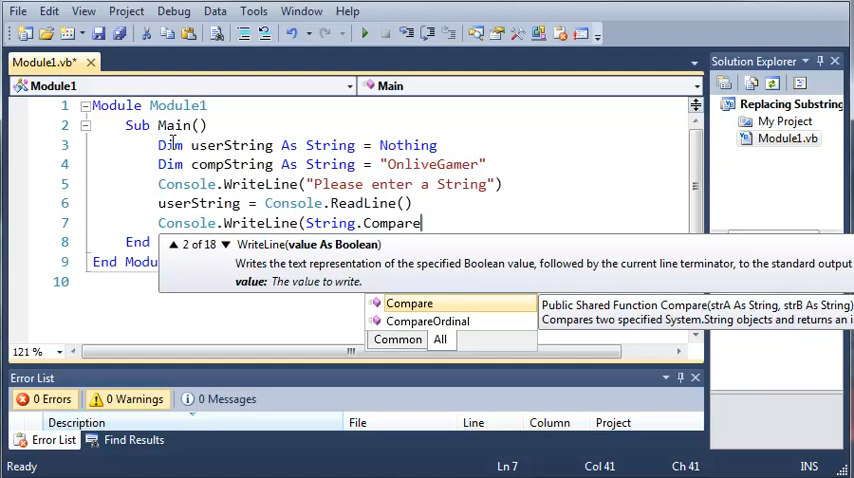 File Edit View Project Debug Data Tools Window Help
Module1.vb* Solution Explorer
Module1 Main
1 Module Module1
2 Sub Main()
3 Dim userString As String = Nothing
4 Dim compString As String = "OnliveGamer"
5 Console.WriteLine("Please enter a String")
6 userString = Console.ReadLine()
7 Console.WriteLine(String.Compare
8 End
9 End Modu
10
2 of 18 WriteLine(value As Boolean)
Writes the text representation of the specified Boolean value, followed by the current line terminator, to the standard output
value: The value to write.
Compare
CompareOrdinal
Common All
Public Shared Function Compare(strA As String, strB As String)
Compares two specified System.String objects and returns an i
Replacing Substring
My Project
Module1.vb
121 %
Error List
0 Errors 0 Warnings 0 Messages
Description File Line Column Project
Error List Find Results
Ready Ln 7 Col 41 Ch 41 INS